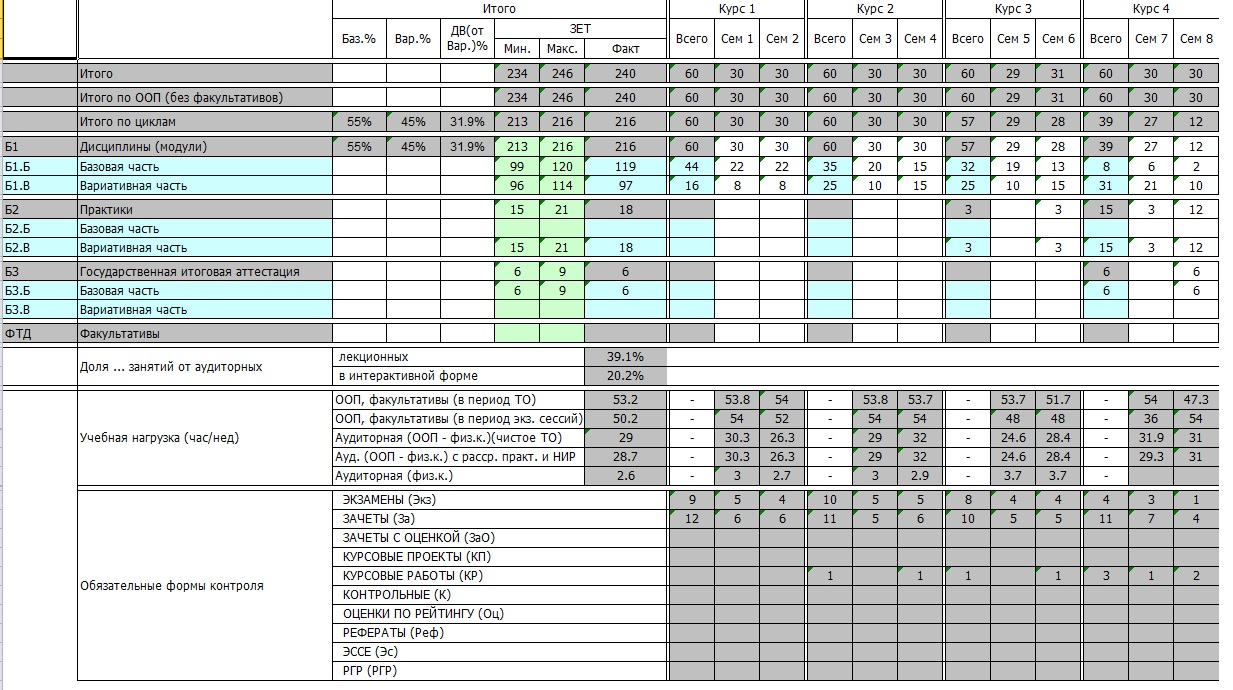 Итого Курс 1 Курс 2 Курс 3 Курс 4
Баз.% Вар.% ДВ(от Вар.)% ЗЕТ Всего Сем 1 Сем 2 Всего Сем 3 Сем 4 Всего Сем 5 Сем 6 Всего Сем 7 Сем 8
Мин. Макс. Факт
Итого 234 246 240 60 30 30 60 30 30 60 29 31 60 30 30
Итого по ООП (без факультативов) 234 246 240 60 30 30 60 30 30 60 29 31 60 30 30
Итого по циклам 55% 45% 31.9% 213 216 216 60 30 30 60 30 30 57 29 28 39 27 12
Б1 Дисциплины (модули) 55% 45% 31.9% 213 216 216 60 30 30 60 30 30 57 29 28 39 27 12
Б1.Б Базовая часть 99 120 119 44 22 22 35 20 15 32 19 13 8 6 2
Б1.В Вариативная часть 96 114 97 16 8 8 25 10 15 25 10 15 31 21 10
Б2 Практики 15 21 18 3 3 15 3 12
Б2.Б Базовая часть
Б2.В Вариативная часть 15 21 18 3 3 15 3 12
Б3 Государственная итоговая аттестация 6 9 6 6 6
Б3.Б Базовая часть 6 9 6 6 6
Б3.В Вариативная часть
ФТД Факультативы
Доля ... занятий от аудиторных
лекционных 39.1%
в интерактивной форме 20.2%
Учебная нагрузка (час/нед)
ООП, факультативы (в период ТО) 53.2 - 53.8 54 - 53.8 53.7 - 53.7 51.7 - 54 47.3
ООП, факультативы (в период экз. сессий) 50.2 - 54 52 - 54 54 - 48 48 - 36 54
Аудиторная (ООП - физ.к.)(чистое ТО) 29 - 30.3 26.3 - 29 32 - 24.6 28.4 - 31.9 31
Ауд. (ООП - физ.к.) с расср. практ. и НИР 28.7 - 30.3 26.3 - 29 32 - 24.6 28.4 - 29.3 31
Аудиторная (физ.к.) 2.6 - 3 2.7 - 3 2.9 - 3.7 3.7 -
Обязательные формы контроля
ЭКЗАМЕНЫ (Экз) 9 5 4 10 5 5 8 4 4 4 3 1
ЗАЧЕТЫ (За) 12 6 6 11 5 6 10 5 5 11 7 4
ЗАЧЕТЫ С ОЦЕНКОЙ (ЗаО)
КУРСОВЫЕ ПРОЕКТЫ (КП)
КУРСОВЫЕ РАБОТЫ (КР) 1 1 1 1 3 1 2
КОНТРОЛЬНЫЕ (К)
ОЦЕНКИ ПО РЕЙТИНГУ (Оц)
РЕФЕРАТЫ (Реф)
ЭССЕ (Эс)
РГР (РГР)